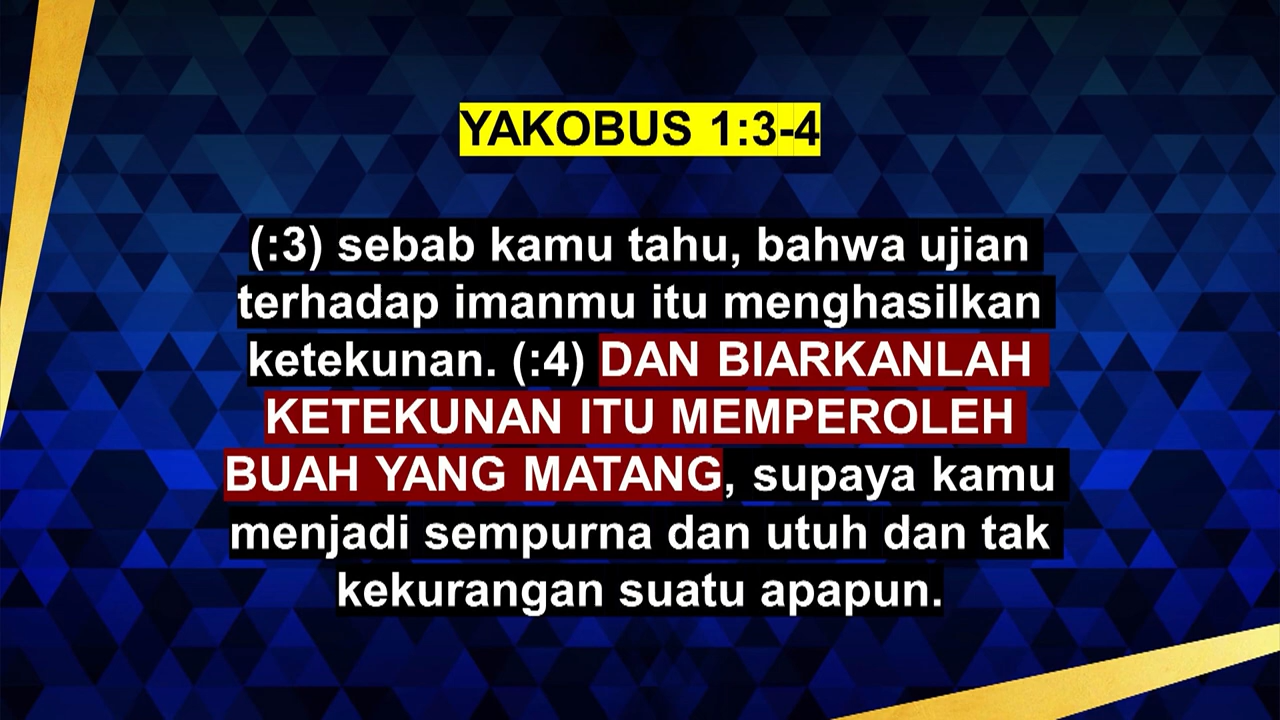 YAKOBUS 1:3-4
(:3) sebab kamu tahu, bahwa ujian
terhadap imanmu itu menghasilkan
ketekunan. (:4) DAN BIARKANLAH
KETEKUNAN ITU MEMPEROLEH
BUAH YANG MATANG, supaya kamu
menjadi sempurna dan utuh dan tak
kekurangan suatu apapun.